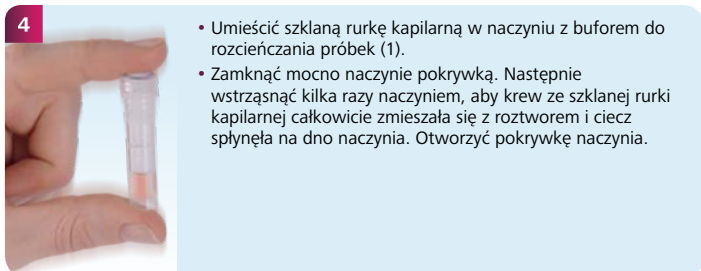 4
• Umieścić szklaną rurkę kapilarną w naczyniu z buforem do
rozcieńczania próbek (1).
• Zamknąć mocno naczynie pokrywką. Następnie
wstrząsnąć kilka razy naczyniem, aby krew ze szklanej rurki
kapilarnej całkowicie zmieszała się z roztworem i ciecz
spłynęła na dno naczynia. Otworzyć pokrywkę naczynia.